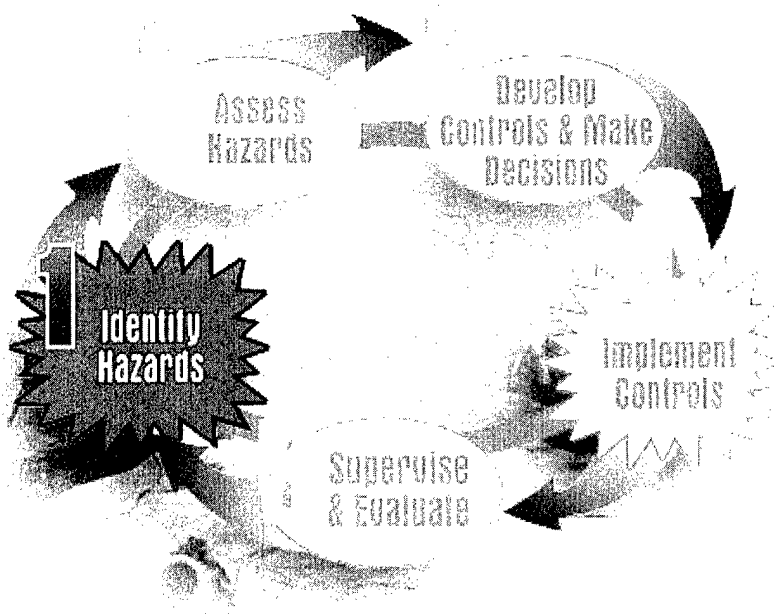 Assess
Hazards
Develop
Controls & Make
Decisions
1
Identify
Hazards
Implement
Controls
Supervise
& Evaluate